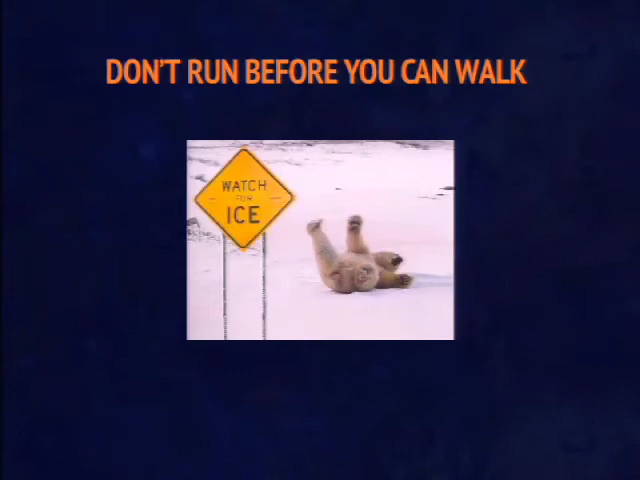 DON'T RUN BEFORE YOU CAN WALK
WATCH
FOR
ICE